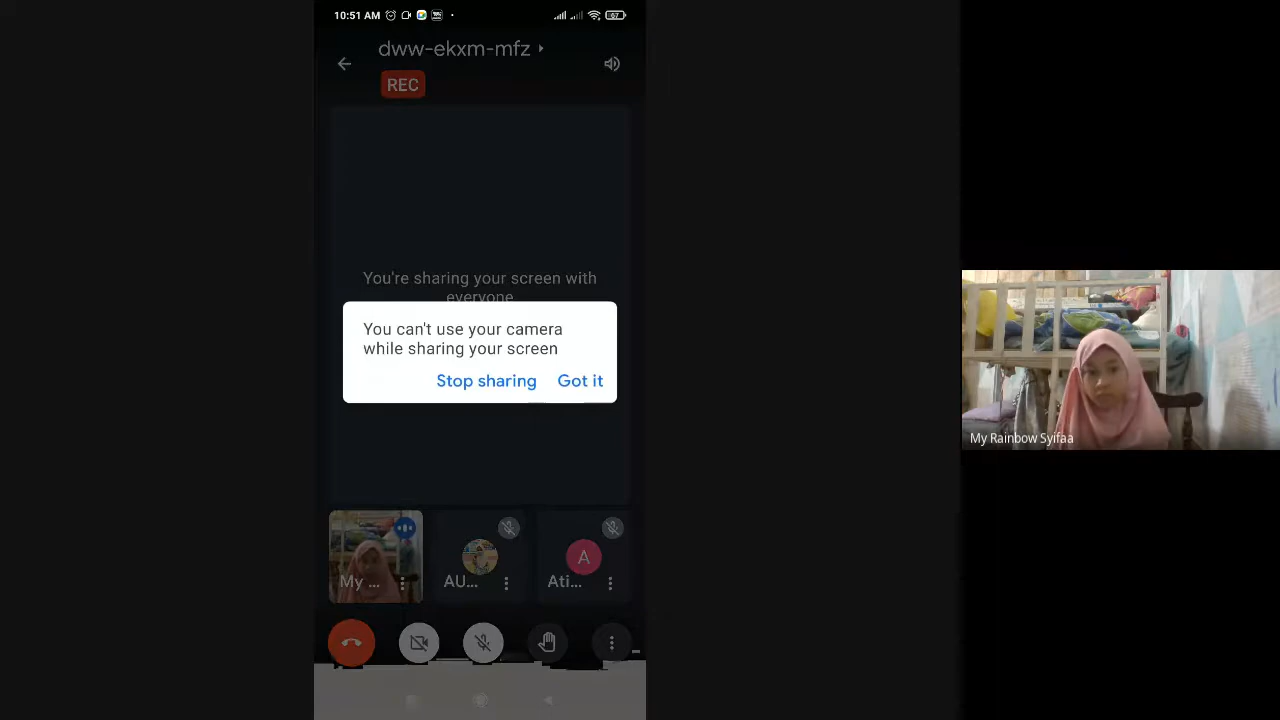 10:51 AM
67
dww-ekxm-mfz
REC
You're sharing your screen with
everyone
You can't use your camera
while sharing your screen
Stop sharing Got it
A
My ... AU... Ati...
My Rainbow Syifaa